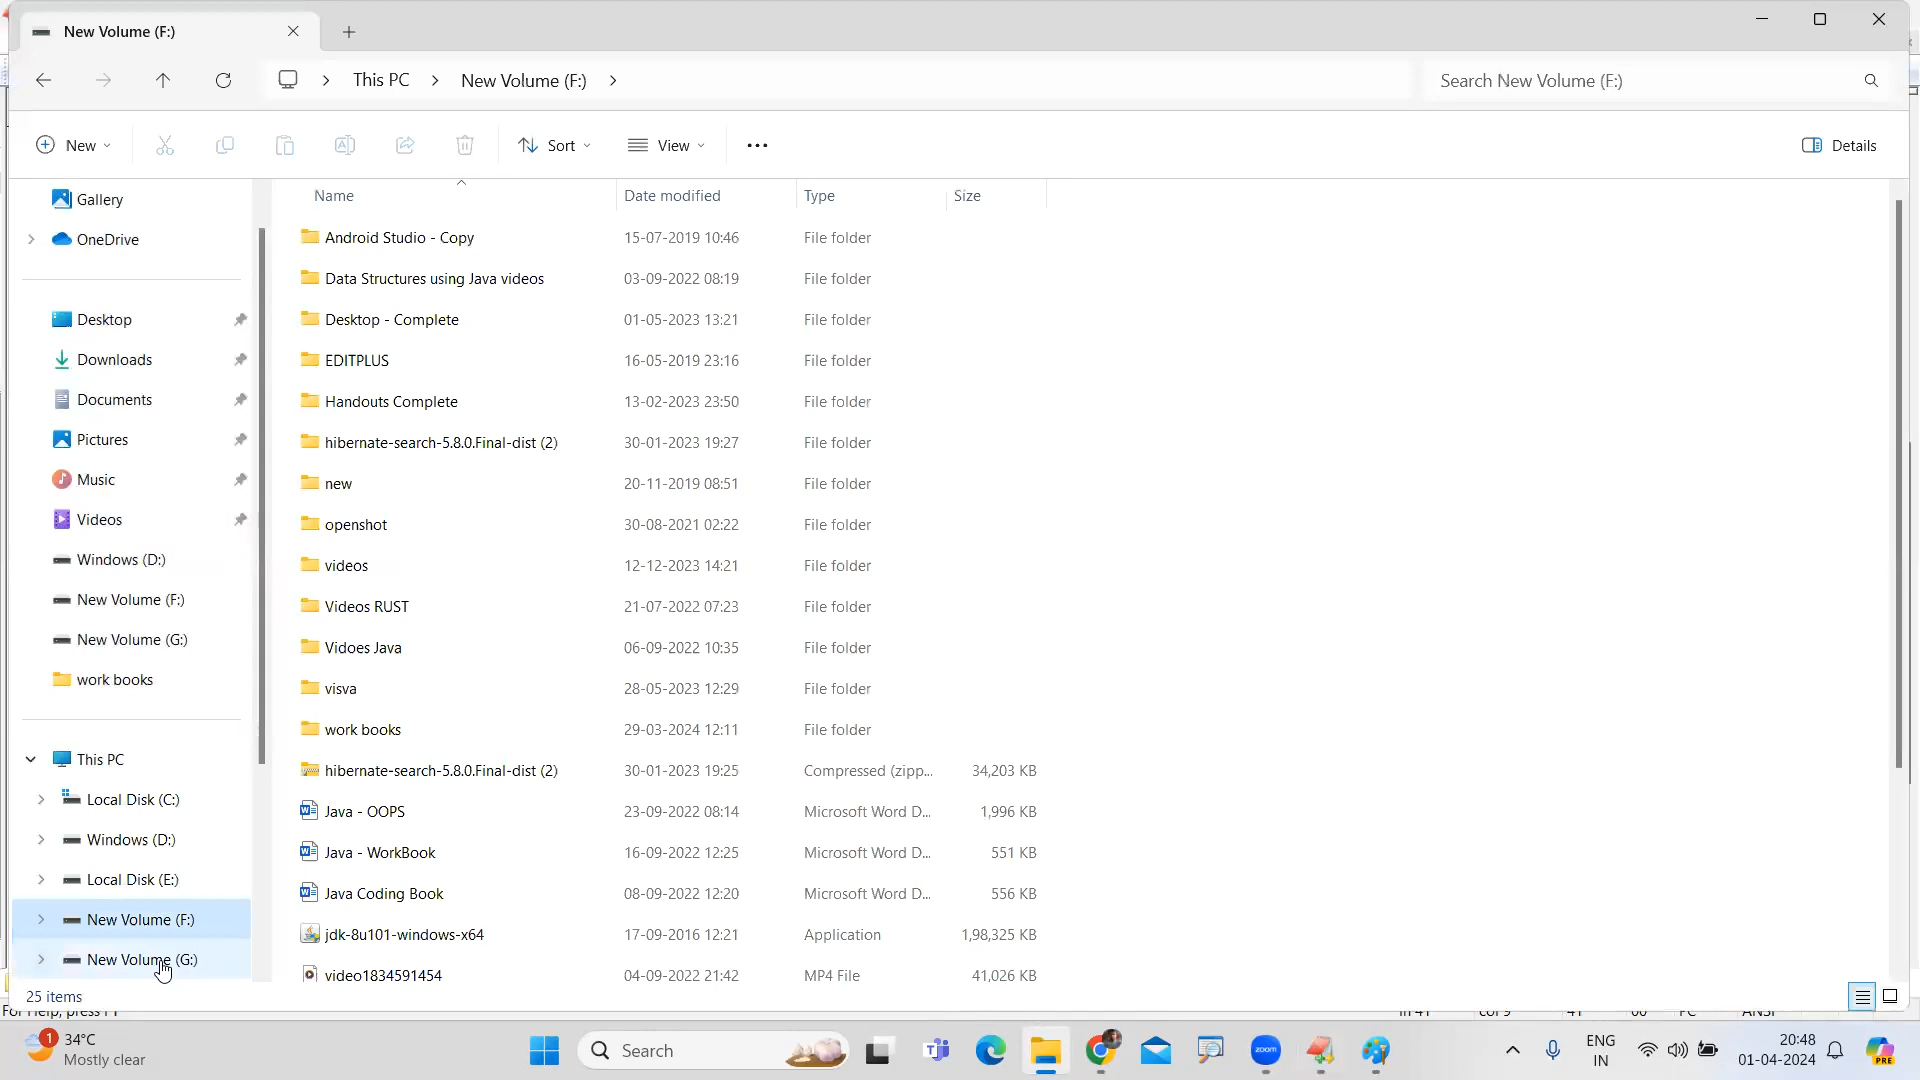 New Volume (F:)
This PC
New Volume (F:)
Search New Volume (F:)
New
Sort
View
Details
Gallery
OneDrive
Desktop
Downloads
Documents
Pictures
Music
Videos
Windows (D:)
New Volume (F:)
New Volume (G:)
work books
This PC
Local Disk (C:)
Windows (D:)
Local Disk (E:)
New Volume (F:)
New Volume (G:)
Name Date modified Type Size
Android Studio - Copy 15-07-2019 10:46 File folder
Data Structures using Java videos 03-09-2022 08:19 File folder
Desktop - Complete 01-05-2023 13:21 File folder
EDITPLUS 16-05-2019 23:16 File folder
Handouts Complete 13-02-2023 23:50 File folder
hibernate-search-5.8.0.Final-dist (2) 30-01-2023 19:27 File folder
new 20-11-2019 08:51 File folder
openshot 30-08-2021 02:22 File folder
videos 12-12-2023 14:21 File folder
Videos RUST 21-07-2022 07:23 File folder
Vidoes Java 06-09-2022 10:35 File folder
visva 28-05-2023 12:29 File folder
work books 29-03-2024 12:11 File folder
hibernate-search-5.8.0.Final-dist (2) 30-01-2023 19:25 Compressed (zipp... 34,203 KB
Java - OOPS 23-09-2022 08:14 Microsoft Word D... 1,996 KB
Java - WorkBook 16-09-2022 12:25 Microsoft Word D... 551 KB
Java Coding Book 08-09-2022 12:20 Microsoft Word D... 556 KB
jdk-8u101-windows-x64 17-09-2016 12:21 Application 1,98,325 KB
video1834591454 04-09-2022 21:42 MP4 File 41,026 KB
25 items
For Help, press F1
1
34°C
Mostly clear
Search
zoom
ENG
IN
20:48
01-04-2024
PRE